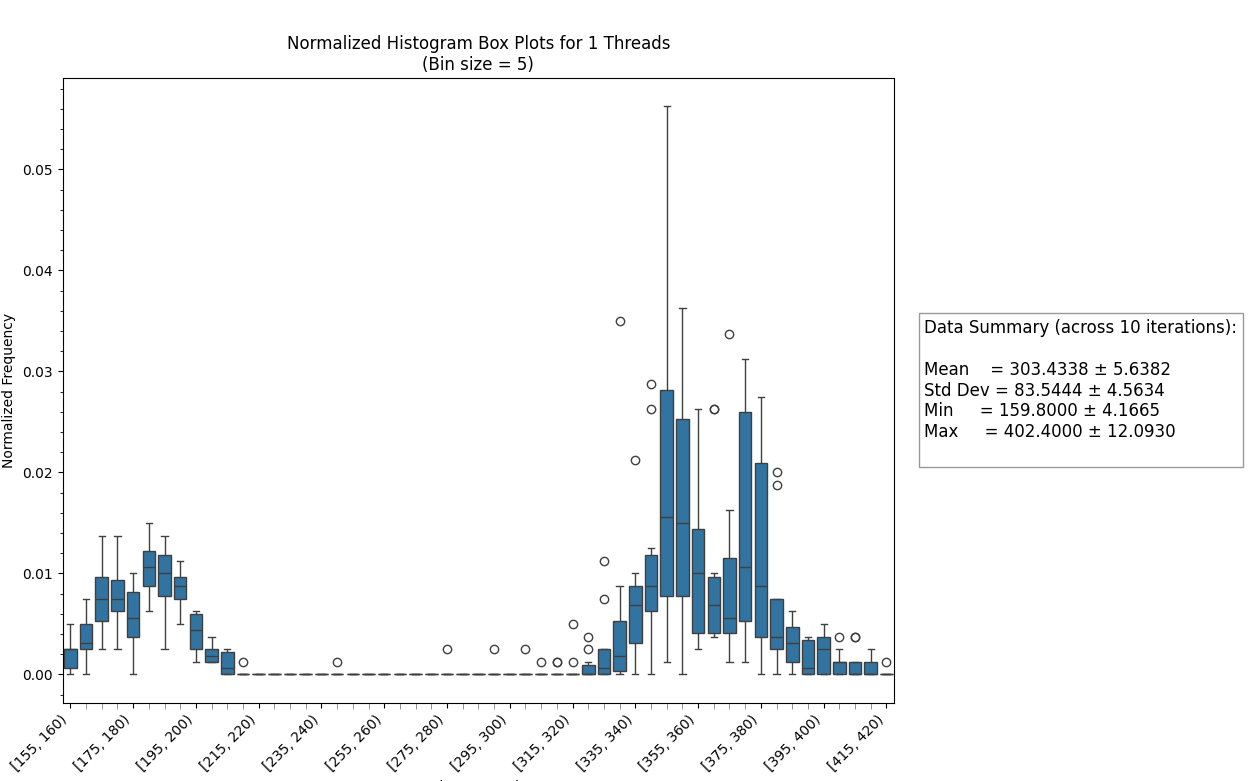 Normalized Histogram Box Plots for 1 Threads
(Bin size = 5)
Normalized Frequency
0.05
0.04
0.03
0.02
0.01
0.00
[155, 160)
[175, 180)
[195, 200)
[215, 220)
[235, 240)
[255, 260)
[275, 280)
[295, 300)
[315, 320)
[335, 340)
[355, 360)
[375, 380)
[395, 400)
[415, 420)
Data Summary (across 10 iterations):
Mean = 303.4338 ± 5.6382
Std Dev = 83.5444 ± 4.5634
Min = 159.8000 ± 4.1665
Max = 402.4000 ± 12.0930